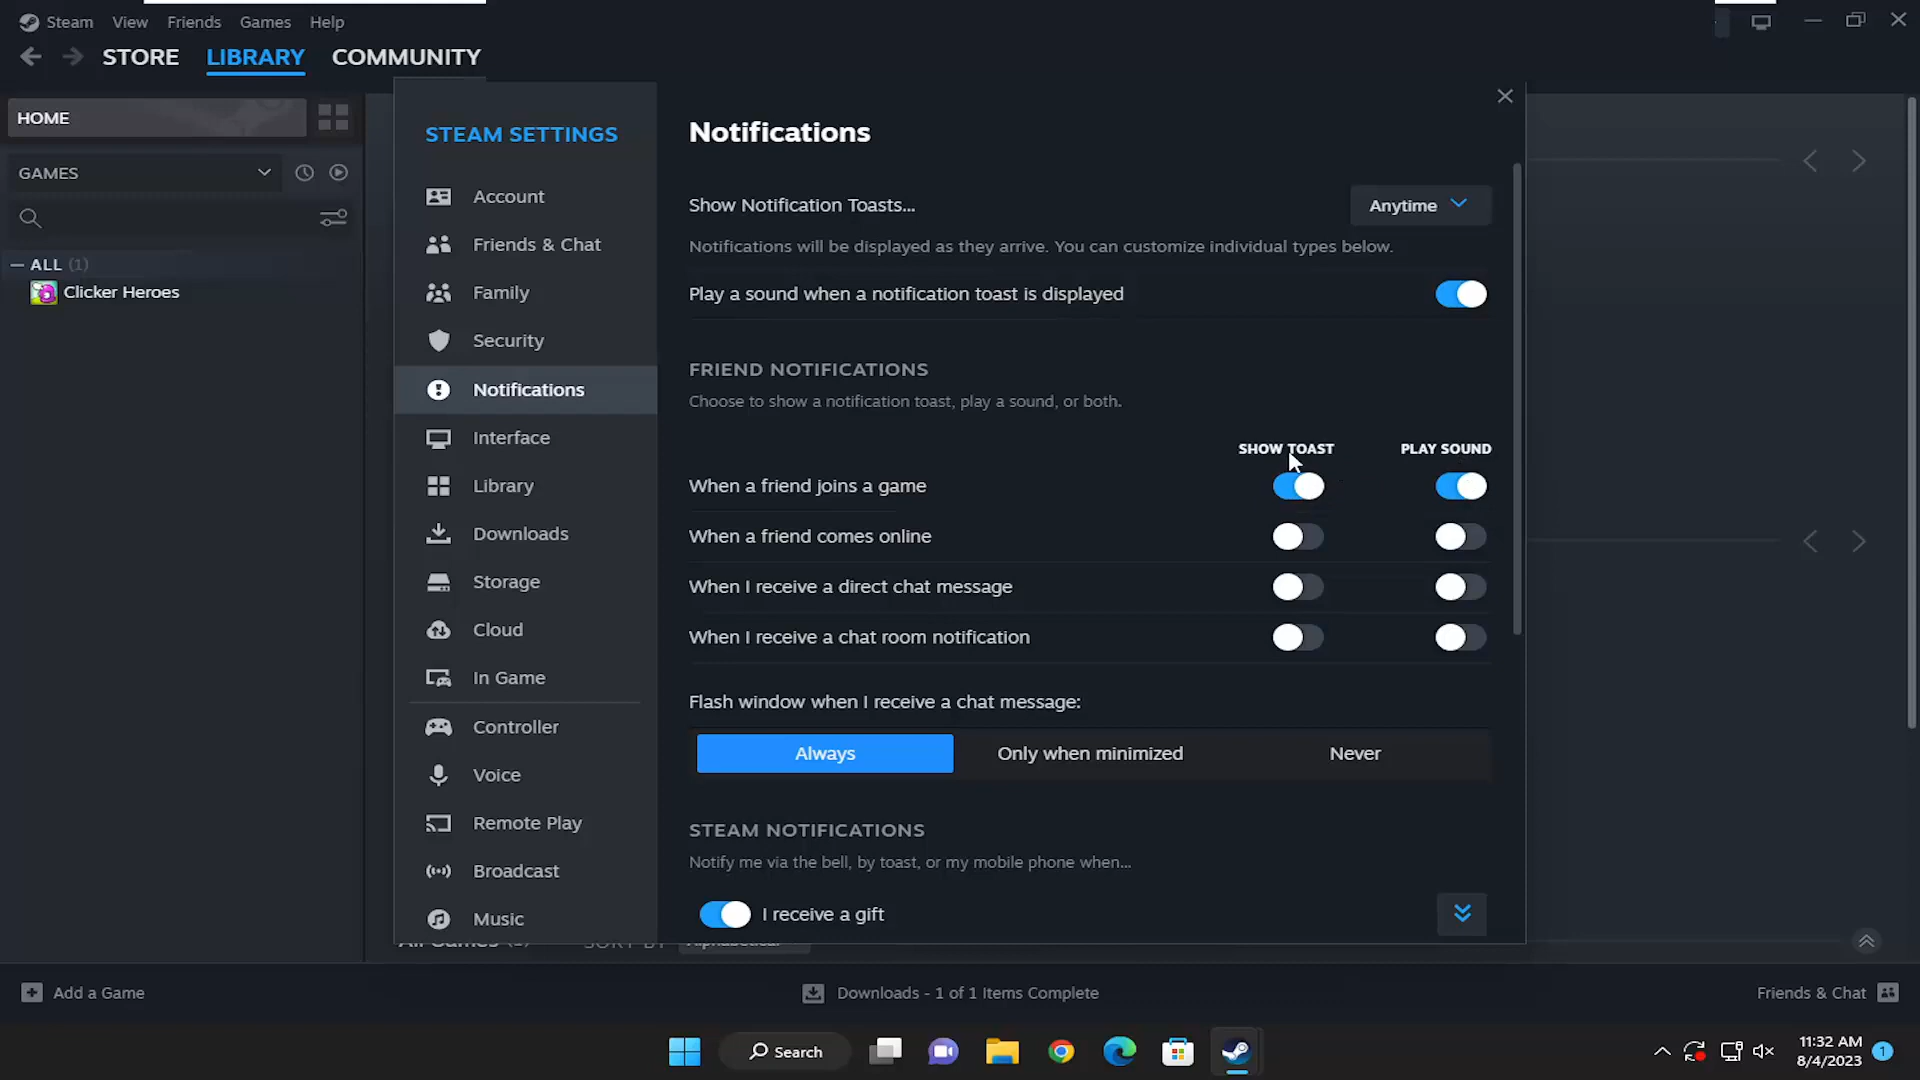 Steam View Friends Games Help
STORE LIBRARY COMMUNITY
HOME
GAMES
— ALL (1)
Clicker Heroes
STEAM SETTINGS
Account
Friends & Chat
Family
Security
Notifications
Interface
Library
Downloads
Storage
Cloud
In Game
Controller
Voice
Remote Play
Broadcast
Music
Notifications
Show Notification Toasts...
Anytime
Notifications will be displayed as they arrive. You can customize individual types below.
Play a sound when a notification toast is displayed
FRIEND NOTIFICATIONS
Choose to show a notification toast, play a sound, or both.
SHOW TOAST PLAY SOUND
When a friend joins a game
When a friend comes online
When I receive a direct chat message
When I receive a chat room notification
Flash window when I receive a chat message:
Always Only when minimized Never
STEAM NOTIFICATIONS
Notify me via the bell, by toast, or my mobile phone when...
I receive a gift
Add a Game
Downloads - 1 of 1 Items Complete
Friends & Chat
Search
11:32 AM
8/4/2023
1